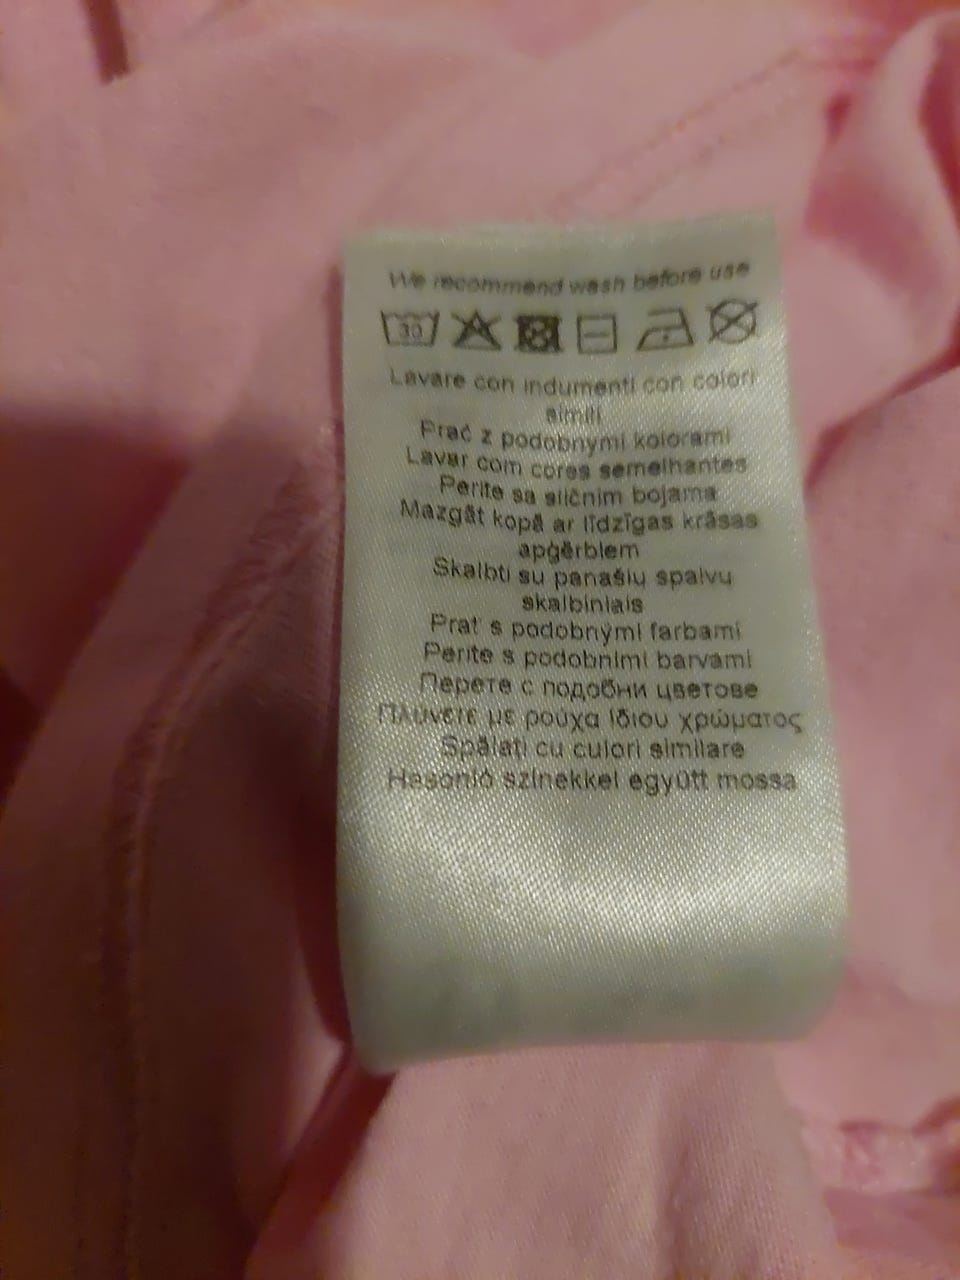 We recommend wash before use
30
Lavare con indumenti con colori
simili
Prać z podobnymi kolorami
Lavar com cores semelhantes
Perite sa sličnim bojama
Mazgāt kopā ar līdzīgas krāsas
apģērbiem
Skalbti su panašių spalvų
skalbiniais
Prať s podobnými farbami
Perite s podobnimi barvami
Перете с подобни цветове
Πλύνετε με ρούχα ίδιου χρώματος
Spălați cu culori similare
Hasonló színekkel együtt mossa